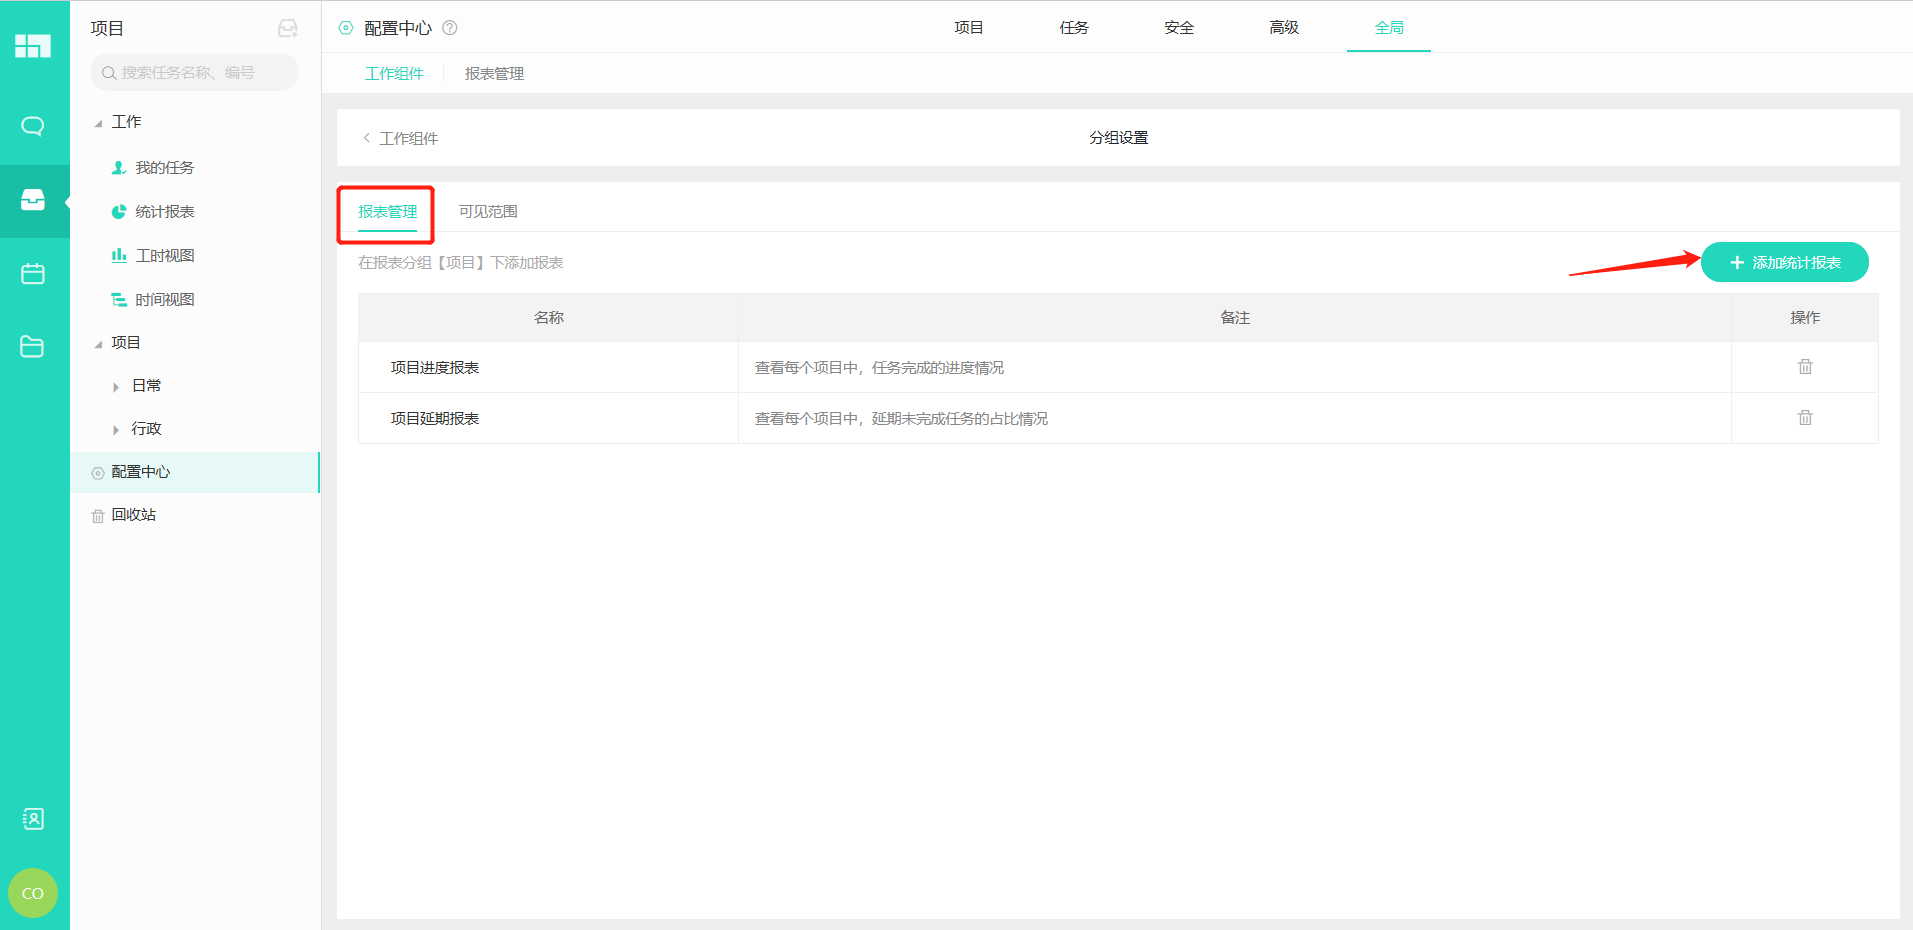 项目
搜索任务名称、编号
工作
我的任务
统计报表
工时视图
时间视图
项目
日常
行政
配置中心
回收站
CO
配置中心
项目 任务 安全 高级 全局
工作组件 报表管理
工作组件
分组设置
报表管理 可见范围
在报表分组【项目】下添加报表
添加统计报表
名称 备注 操作
项目进度报表 查看每个项目中，任务完成的进度情况
项目延期报表 查看每个项目中，延期未完成任务的占比情况